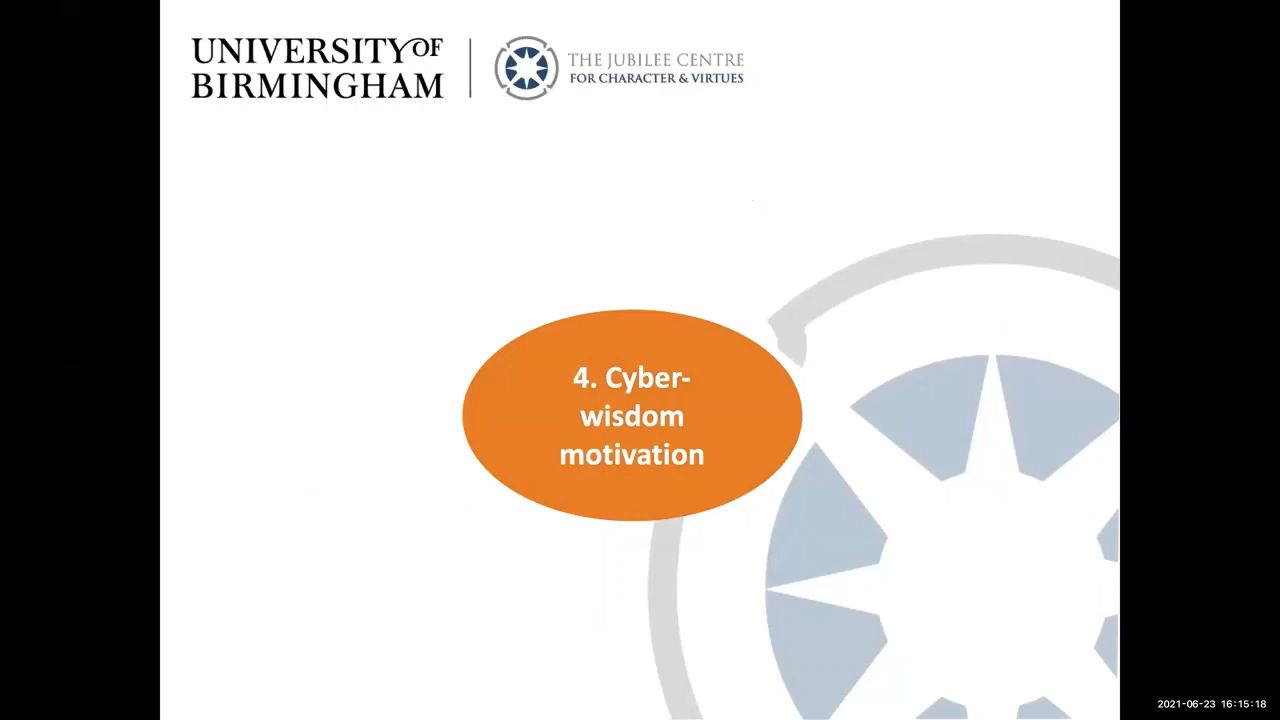 UNIVERSITY OF
BIRMINGHAM
THE JUBILEE CENTRE
FOR CHARACTER & VIRTUES
4. Cyber-
wisdom
motivation
2021-06-23 16:15:18